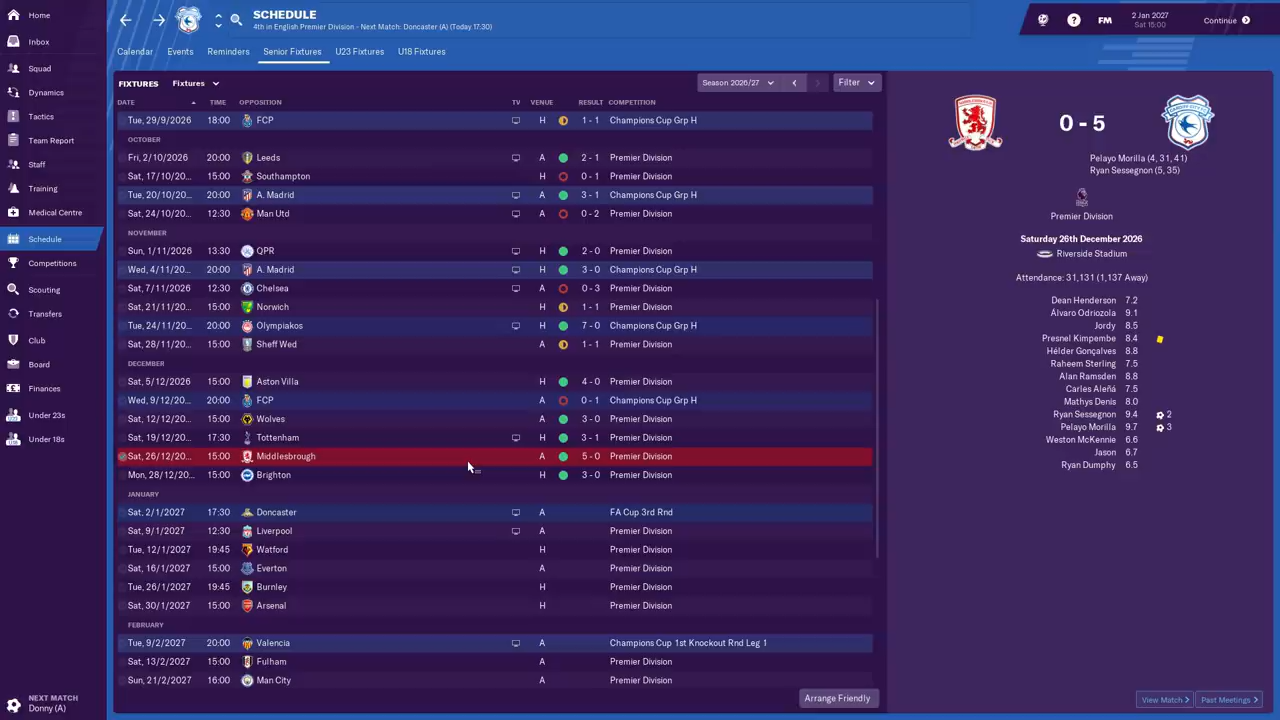 Home
Inbox
Squad
Dynamics
Tactics
Team Report
Staff
Training
Medical Centre
Schedule
Competitions
Scouting
Transfers
Club
Board
Finances
Under 23s
Under 18s
NEXT MATCH
Donny (A)
SCHEDULE
4th in English Premier Division - Next Match: Doncaster (A) (Today 17:30)
FM
2 Jan 2027
Sat 15:00
Continue
Calendar Events Reminders Senior Fixtures U23 Fixtures U18 Fixtures
FIXTURES Fixtures Season 2026/27 Filter
DATE TIME OPPOSITION TV VENUE RESULT COMPETITION
Tue, 29/9/2026 18:00 FCP H 1 - 1 Champions Cup Grp H
OCTOBER
Fri, 2/10/2026 20:00 Leeds A 2 - 1 Premier Division
Sat, 17/10/20... 15:00 Southampton H 0 - 1 Premier Division
Tue, 20/10/20... 20:00 A. Madrid A 3 - 1 Champions Cup Grp H
Sat, 24/10/20... 12:30 Man Utd A 0 - 2 Premier Division
NOVEMBER
Sun, 1/11/2026 13:30 QPR H 2 - 0 Premier Division
Wed, 4/11/20... 20:00 A. Madrid H 3 - 0 Champions Cup Grp H
Sat, 7/11/2026 12:30 Chelsea A 0 - 3 Premier Division
Sat, 21/11/20... 15:00 Norwich H 1 - 1 Premier Division
Tue, 24/11/20... 20:00 Olympiakos H 7 - 0 Champions Cup Grp H
Sat, 28/11/20... 15:00 Sheff Wed A 1 - 1 Premier Division
DECEMBER
Sat, 5/12/2026 15:00 Aston Villa H 4 - 0 Premier Division
Wed, 9/12/20... 20:00 FCP A 0 - 1 Champions Cup Grp H
Sat, 12/12/20... 15:00 Wolves A 3 - 0 Premier Division
Sat, 19/12/20... 17:30 Tottenham H 3 - 1 Premier Division
Sat, 26/12/20... 15:00 Middlesbrough A 5 - 0 Premier Division
Mon, 28/12/20... 15:00 Brighton H 3 - 0 Premier Division
JANUARY
Sat, 2/1/2027 17:30 Doncaster A FA Cup 3rd Rnd
Sat, 9/1/2027 12:30 Liverpool A Premier Division
Tue, 12/1/2027 19:45 Watford H Premier Division
Sat, 16/1/2027 15:00 Everton A Premier Division
Tue, 26/1/2027 19:45 Burnley H Premier Division
Sat, 30/1/2027 15:00 Arsenal H Premier Division
FEBRUARY
Tue, 9/2/2027 20:00 Valencia A Champions Cup 1st Knockout Rnd Leg 1
Sat, 13/2/2027 15:00 Fulham A Premier Division
Sun, 21/2/2027 16:00 Man City A Premier Division
Arrange Friendly
0 - 5
Pelayo Morilla (4, 31, 41)
Ryan Sessegnon (5, 35)
Premier Division
Saturday 26th December 2026
Riverside Stadium
Attendance: 31,131 (1,137 Away)
Dean Henderson 7.2
Álvaro Odriozola 9.1
Jordy 8.5
Presnel Kimpembe 8.4
Hélder Gonçalves 8.8
Raheem Sterling 7.5
Alan Ramsden 8.8
Carles Aleñá 7.5
Mathys Denis 8.0
Ryan Sessegnon 9.4 2
Pelayo Morilla 9.7 3
Weston McKennie 6.6
Jason 6.7
Ryan Dumphy 6.5
View Match Past Meetings